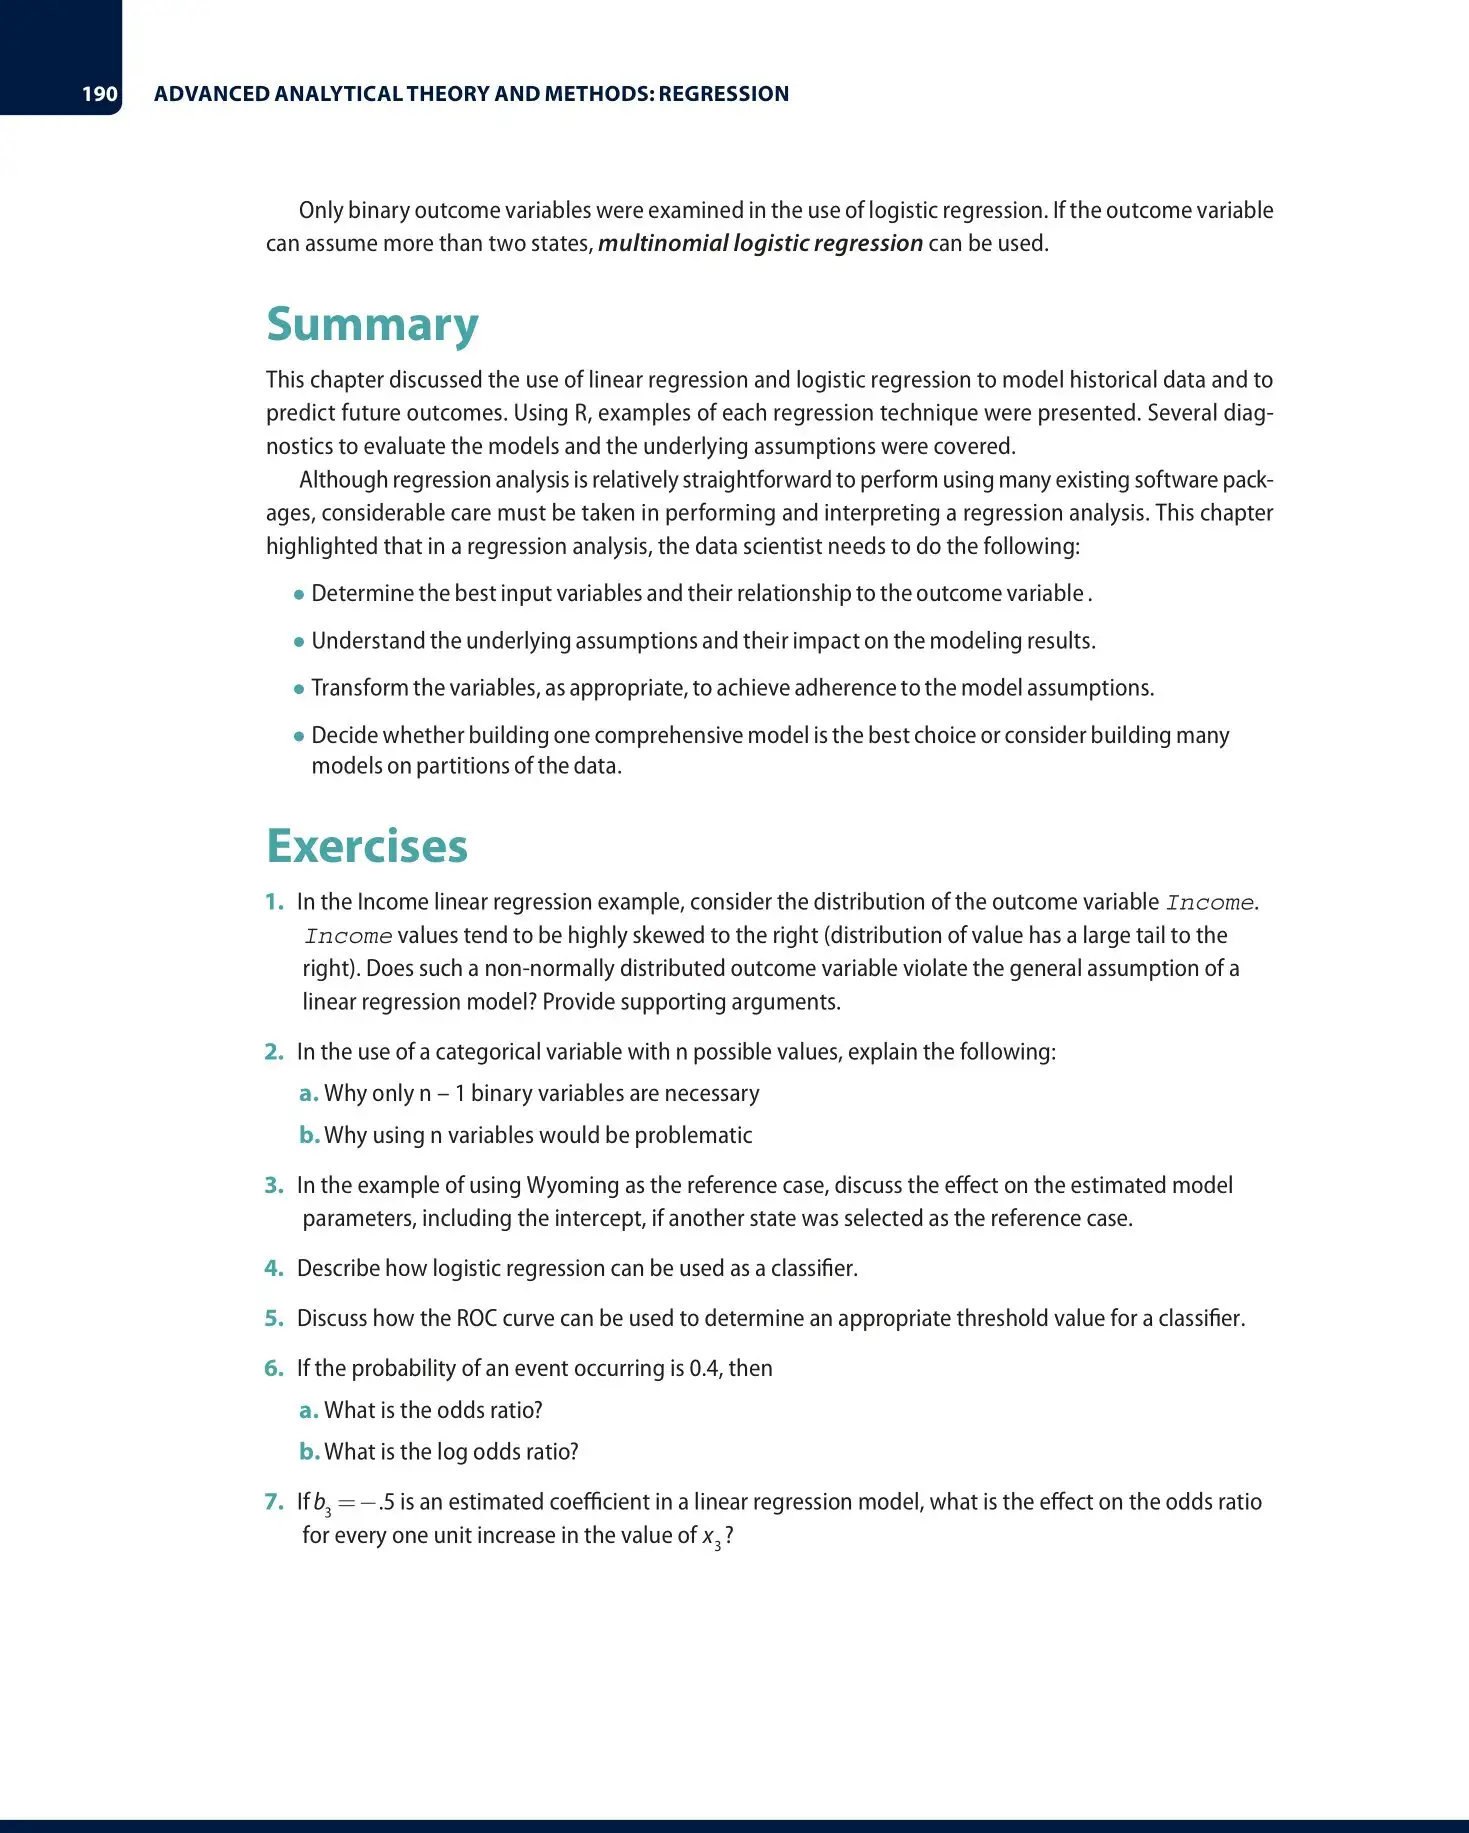 190 ADVANCED ANALYTICAL THEORY AND METHODS: REGRESSION
Only binary outcome variables were examined in the use of logistic regression. If the outcome variable
can assume more than two states, multinomial logistic regression can be used.
Summary
This chapter discussed the use of linear regression and logistic regression to model historical data and to
predict future outcomes. Using R, examples of each regression technique were presented. Several diag-
nostics to evaluate the models and the underlying assumptions were covered.
Although regression analysis is relatively straightforward to perform using many existing software pack-
ages, considerable care must be taken in performing and interpreting a regression analysis. This chapter
highlighted that in a regression analysis, the data scientist needs to do the following:
● Determine the best input variables and their relationship to the outcome variable .
● Understand the underlying assumptions and their impact on the modeling results.
● Transform the variables, as appropriate, to achieve adherence to the model assumptions.
● Decide whether building one comprehensive model is the best choice or consider building many
models on partitions of the data.
Exercises
1. In the Income linear regression example, consider the distribution of the outcome variable Income.
Income values tend to be highly skewed to the right (distribution of value has a large tail to the
right). Does such a non-normally distributed outcome variable violate the general assumption of a
linear regression model? Provide supporting arguments.
2. In the use of a categorical variable with n possible values, explain the following:
a. Why only n – 1 binary variables are necessary
b. Why using n variables would be problematic
3. In the example of using Wyoming as the reference case, discuss the effect on the estimated model
parameters, including the intercept, if another state was selected as the reference case.
4. Describe how logistic regression can be used as a classifier.
5. Discuss how the ROC curve can be used to determine an appropriate threshold value for a classifier.
6. If the probability of an event occurring is 0.4, then
a. What is the odds ratio?
b. What is the log odds ratio?
7. If b₃ = −.5 is an estimated coefficient in a linear regression model, what is the effect on the odds ratio
for every one unit increase in the value of x₃?